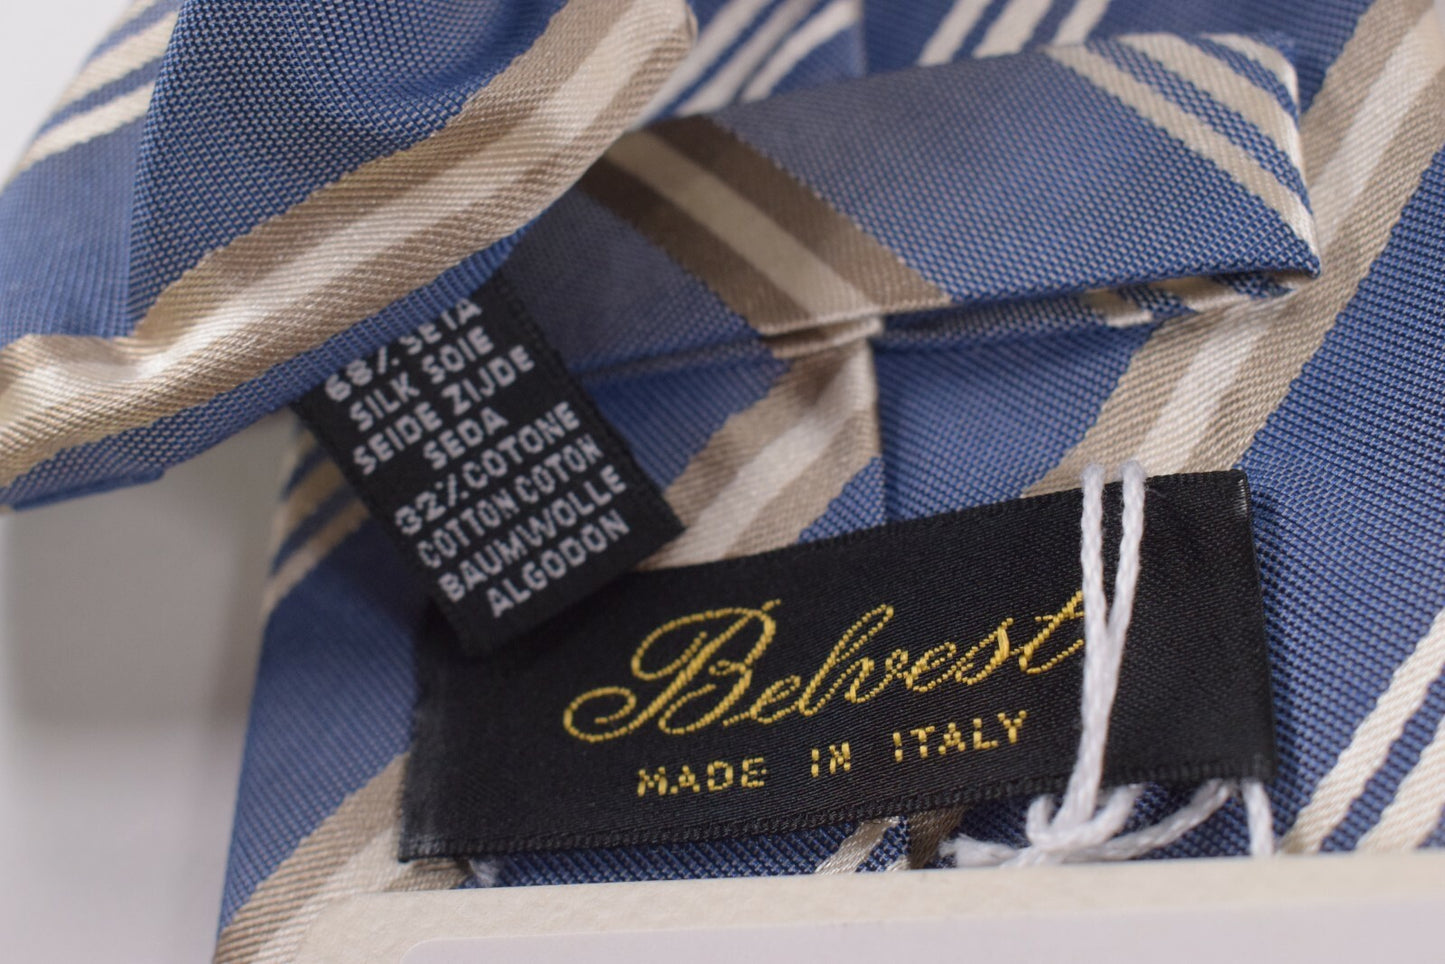 68% SETA
SILK SOIE
SEIDE ZIJDE
SEDA
32% COTONE
COTTON COTON
BAUMWOLLE
ALGODON
Belvest
MADE IN ITALY